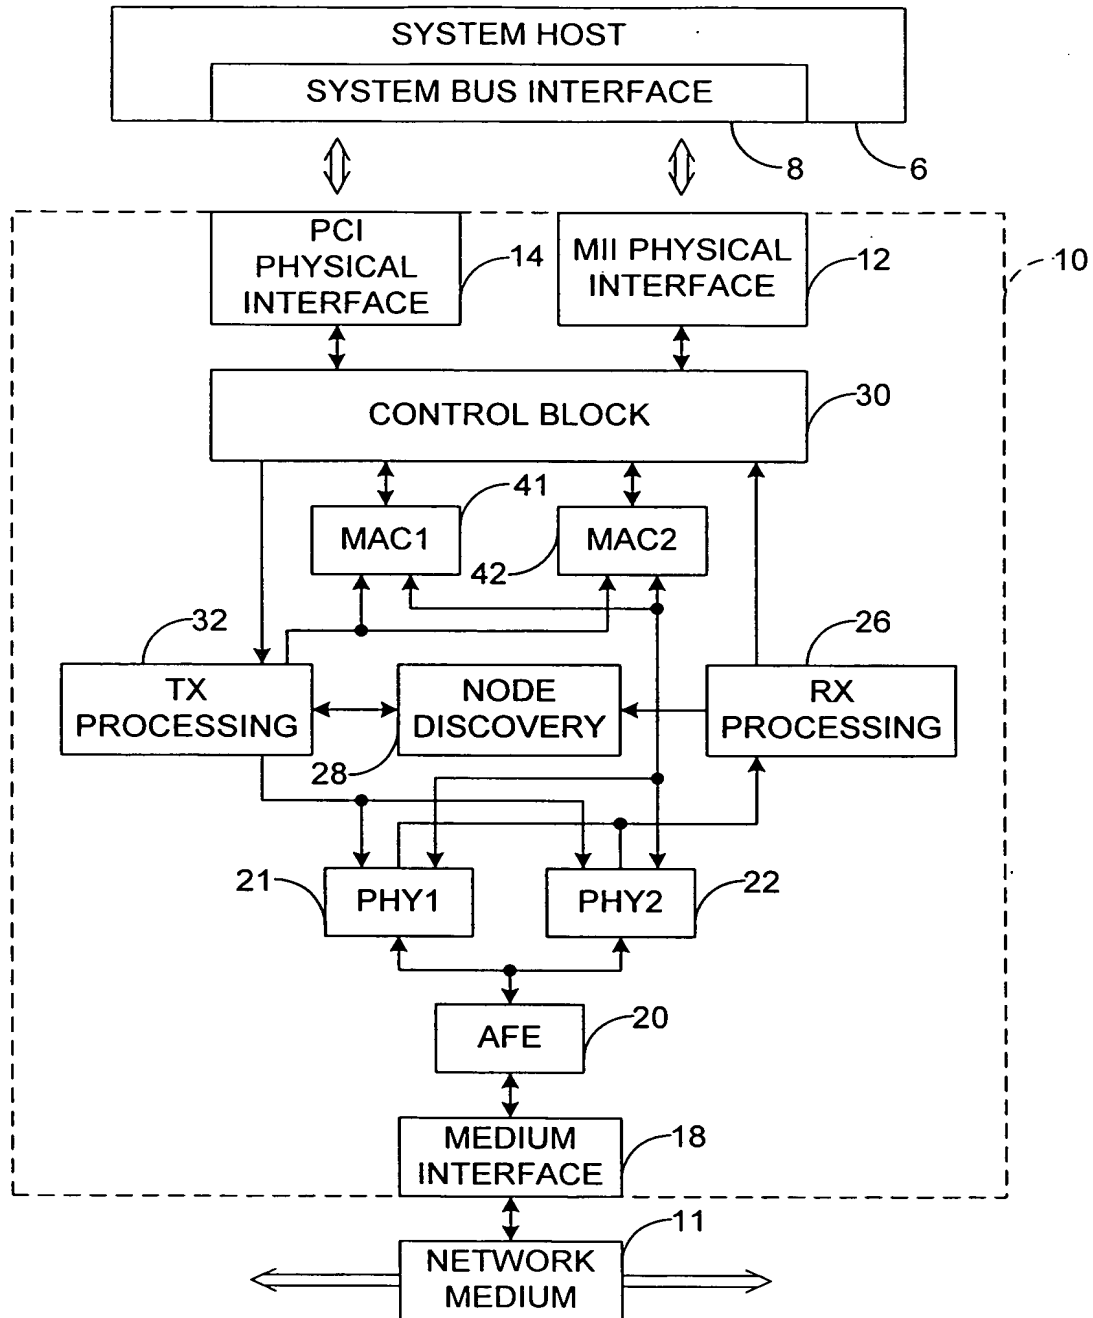 SYSTEM HOST
SYSTEM BUS INTERFACE
8
6
PCI
PHYSICAL
INTERFACE
14
MII PHYSICAL
INTERFACE
12
10
CONTROL BLOCK
30
MAC1
41
MAC2
42
32
TX
PROCESSING
NODE
DISCOVERY
28
26
RX
PROCESSING
21
PHY1
PHY2
22
AFE
20
MEDIUM
INTERFACE
18
11
NETWORK
MEDIUM